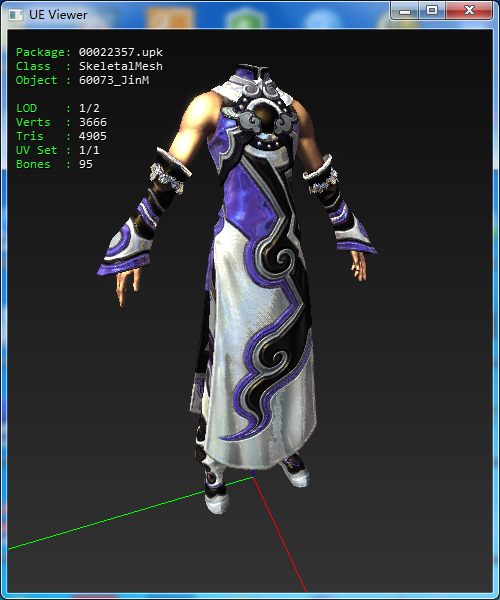 UE Viewer
Package: 00022357.upk
Class : SkeletalMesh
Object : 60073_JinM
LOD : 1/2
Verts : 3666
Tris : 4905
UV Set : 1/1
Bones : 95